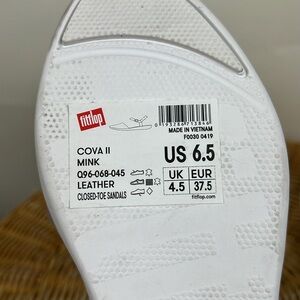 fitflop
0193286713846
MADE IN VIETNAM
F0030 0419
COVA II
MINK
Q96-068-045
LEATHER
CLOSED-TOE SANDALS
US 6.5
UK EUR
4.5 37.5
fitflop.com